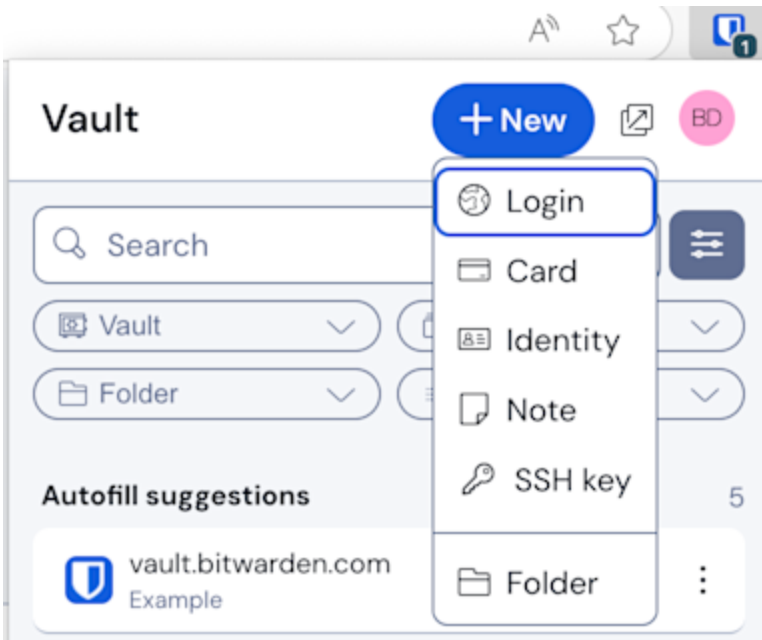 A
1
Vault
New
BD
Login
Search
Card
Vault
Identity
Folder
Note
Autofill suggestions
5
SSH key
vault.bitwarden.com
Example
Folder